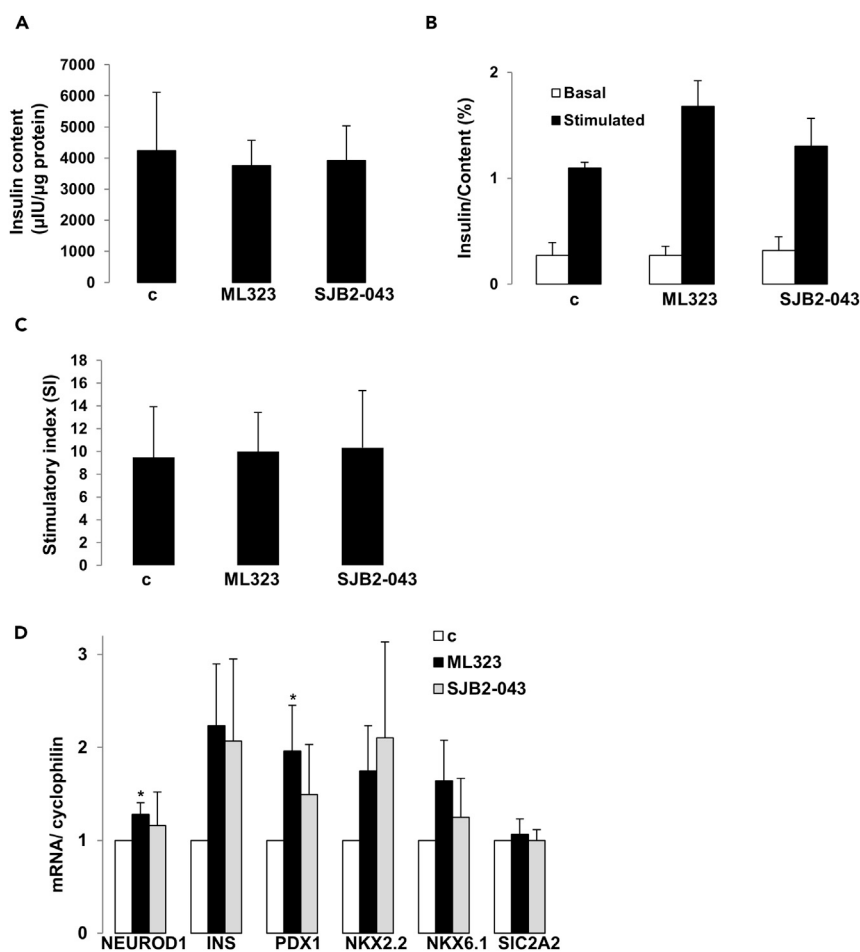 A
Insulin content
(µIU/µg protein)
7000
6000
5000
4000
3000
2000
1000
0
c ML323 SJB2-043
B
Insulin/Content (%)
2
1
0
Basal
Stimulated
c ML323 SJB2-043
C
Stimulatory index (SI)
18
16
14
12
10
8
6
4
2
0
c ML323 SJB2-043
D
mRNA/ cyclophilin
3
2
1
0
c
ML323
SJB2-043
*
*
NEUROD1 INS PDX1 NKX2.2 NKX6.1 SlC2A2